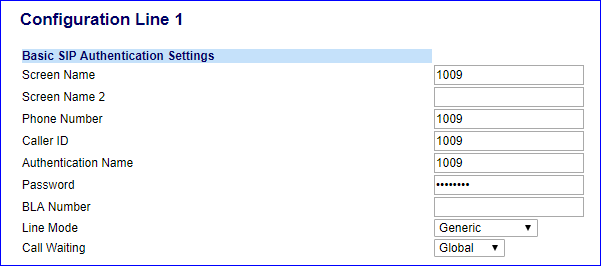 Configuration Line 1
Basic SIP Authentication Settings
Screen Name 1009
Screen Name 2
Phone Number 1009
Caller ID 1009
Authentication Name 1009
Password ••••••••
BLA Number
Line Mode Generic
Call Waiting Global